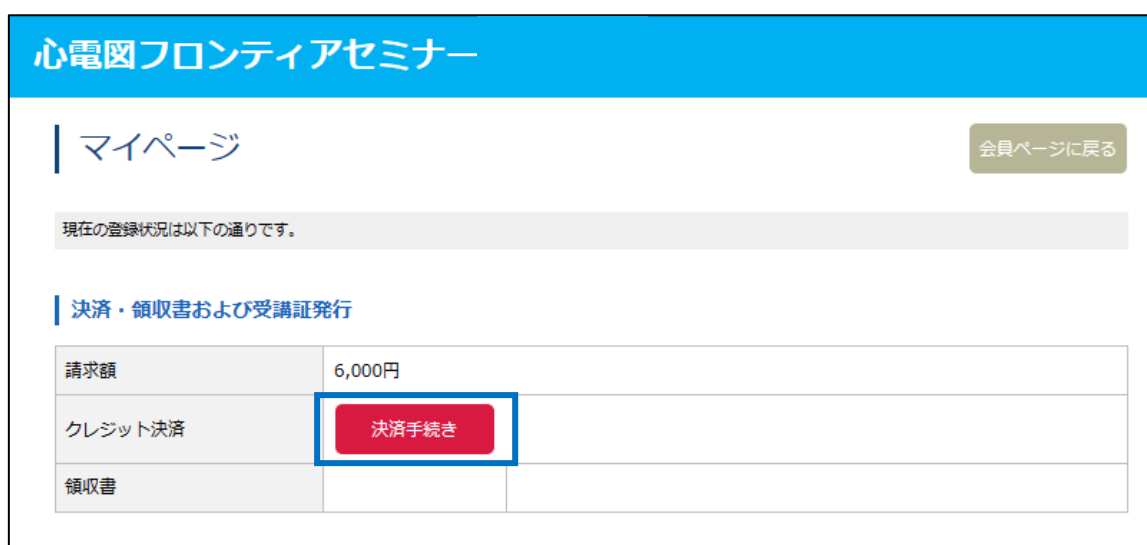 心電図フロンティアセミナー
マイページ
会員ページに戻る
現在の登録状況は以下の通りです。
決済・領収書および受講証発行
請求額 6,000円
クレジット決済 決済手続き
領収書